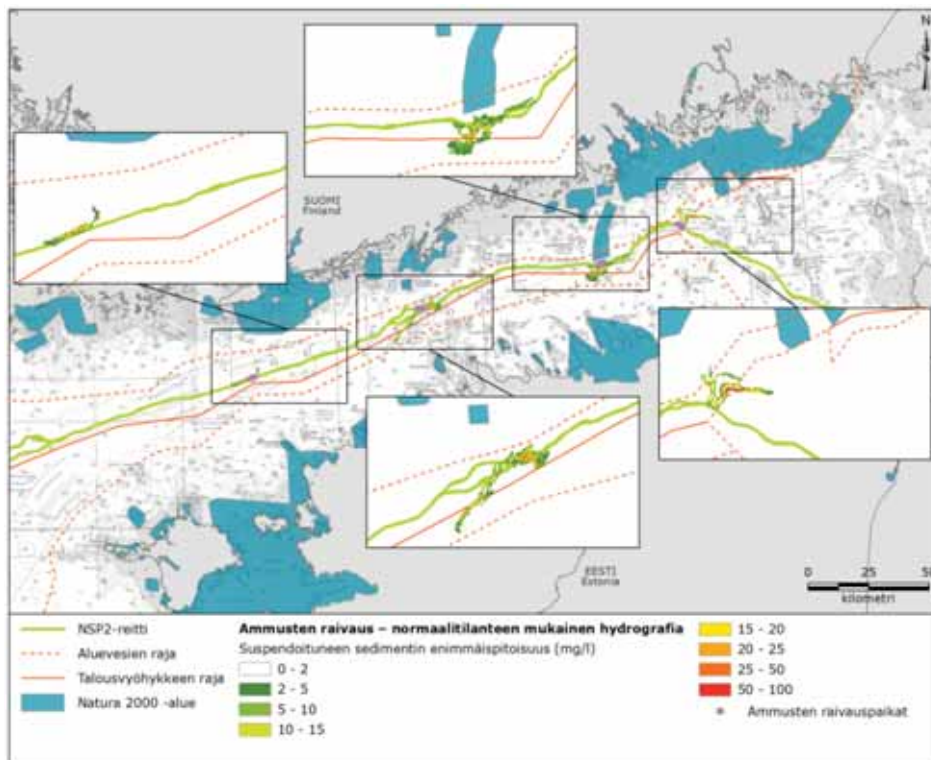 N
SUOMI
Finland
EESTI
Estonia
0 25 50
kilometri
NSP2-reitti
Aluevesien raja
Talousvyöhykkeen raja
Natura 2000 -alue
Ammusten raivaus – normaalitilanteen mukainen hydrografia
Suspendoituneen sedimentin enimmäispitoisuus (mg/l)
0 - 2
2 - 5
5 - 10
10 - 15
15 - 20
20 - 25
25 - 50
50 - 100
Ammusten raivauspaikat